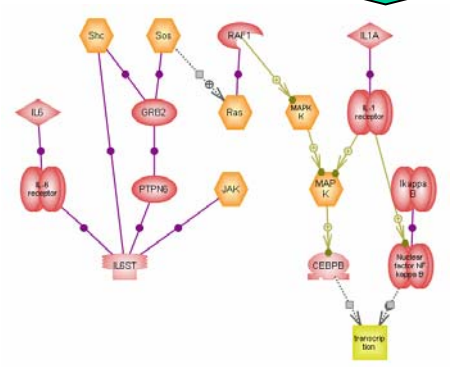 Shc
Sos
RAF1
IL1A
IL6
GRB2
Ras
MAPK
K
IL-1
receptor
IL-6
receptor
PTPN6
JAK
MAP
K
Ikappa
B
IL6ST
CEBPB
Nuclear
factor NF
kappa B
transcrip
tion